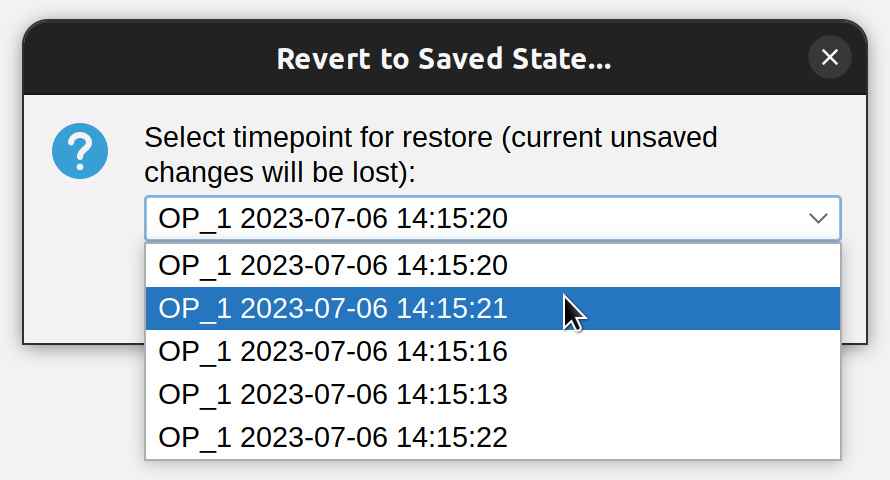 Revert to Saved State...
Select timepoint for restore (current unsaved
changes will be lost):
OP_1 2023-07-06 14:15:20
OP_1 2023-07-06 14:15:20
OP_1 2023-07-06 14:15:21
OP_1 2023-07-06 14:15:16
OP_1 2023-07-06 14:15:13
OP_1 2023-07-06 14:15:22